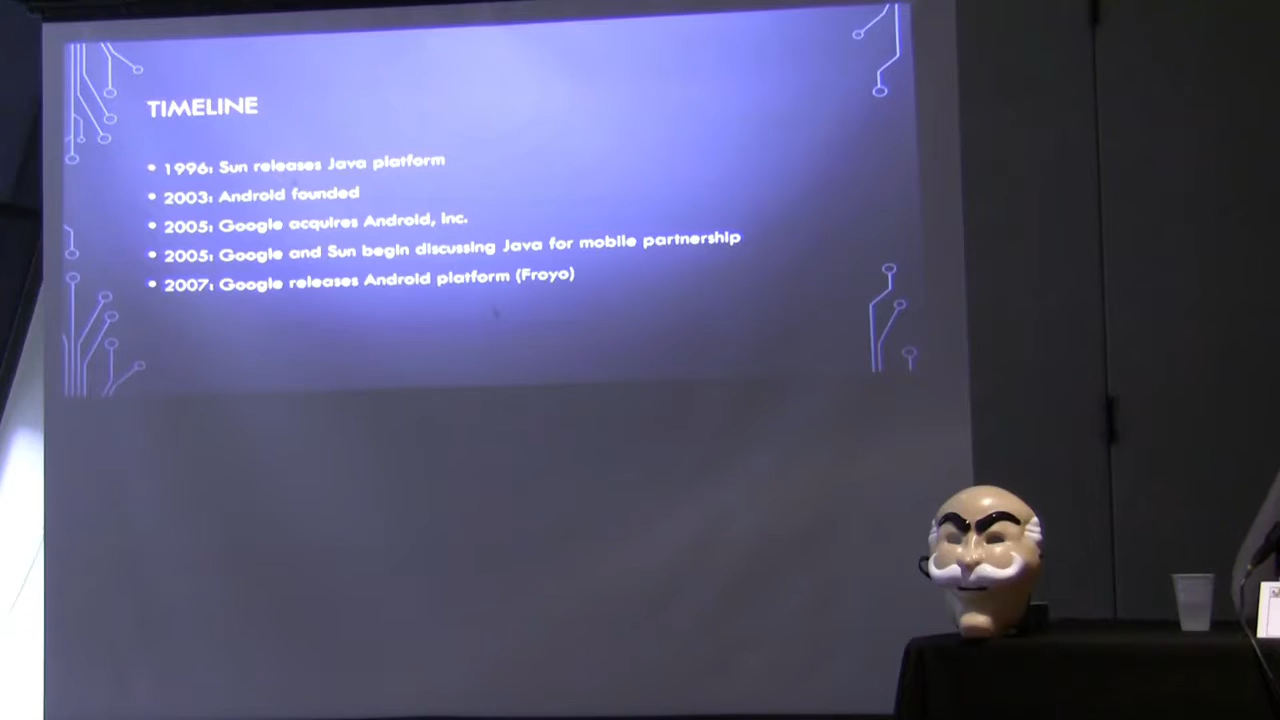 TIMELINE
• 1996: Sun releases Java platform
• 2003: Android founded
• 2005: Google acquires Android, Inc.
• 2005: Google and Sun begin discussing Java for mobile partnership
• 2007: Google releases Android platform (Froyo)